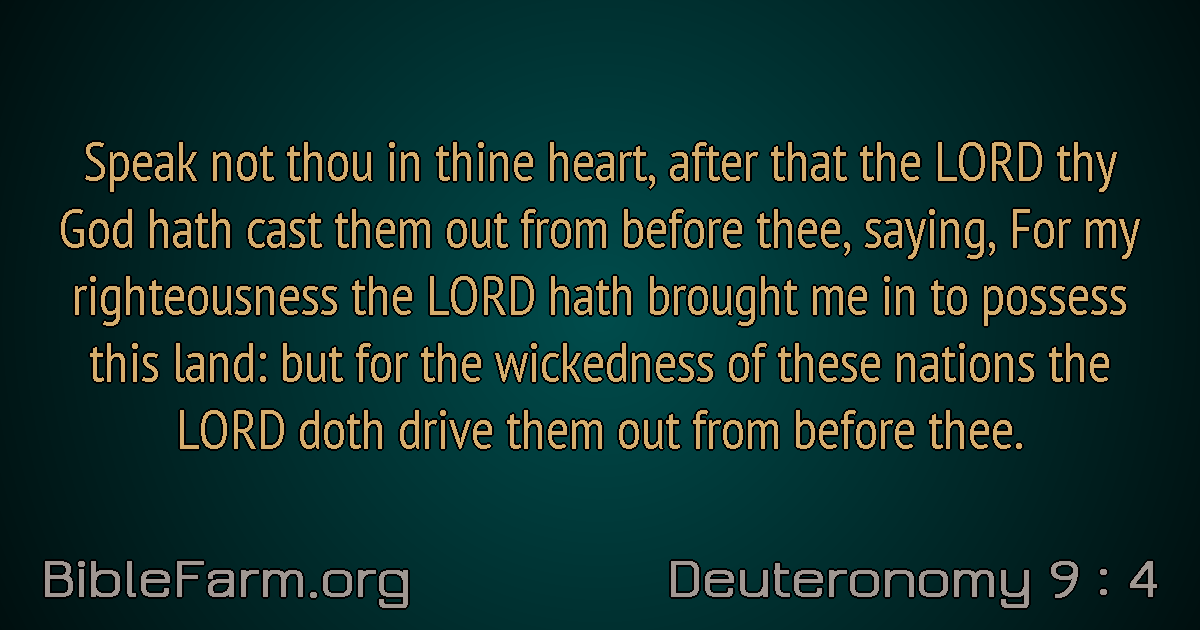 Speak not thou in thine heart, after that the LORD thy
God hath cast them out from before thee, saying, For my
righteousness the LORD hath brought me in to possess
this land: but for the wickedness of these nations the
LORD doth drive them out from before thee.
BibleFarm.org
Deuteronomy 9 : 4